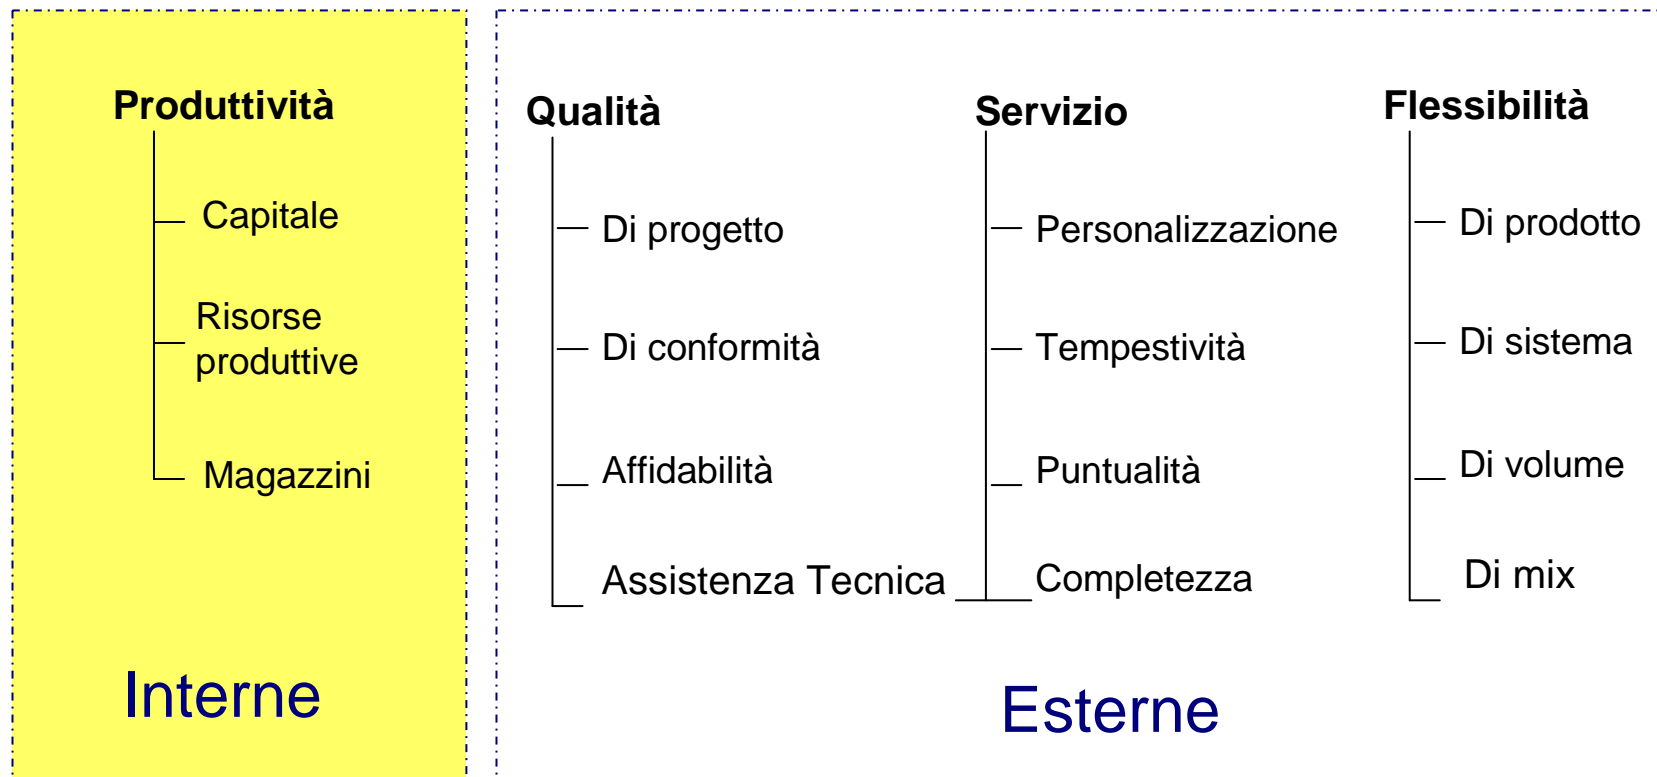 Produttività
Capitale
Risorse
produttive
Magazzini
Interne
Qualità
Di progetto
Di conformità
Affidabilità
Assistenza Tecnica
Servizio
Personalizzazione
Tempestività
Puntualità
Completezza
Flessibilità
Di prodotto
Di sistema
Di volume
Di mix
Esterne